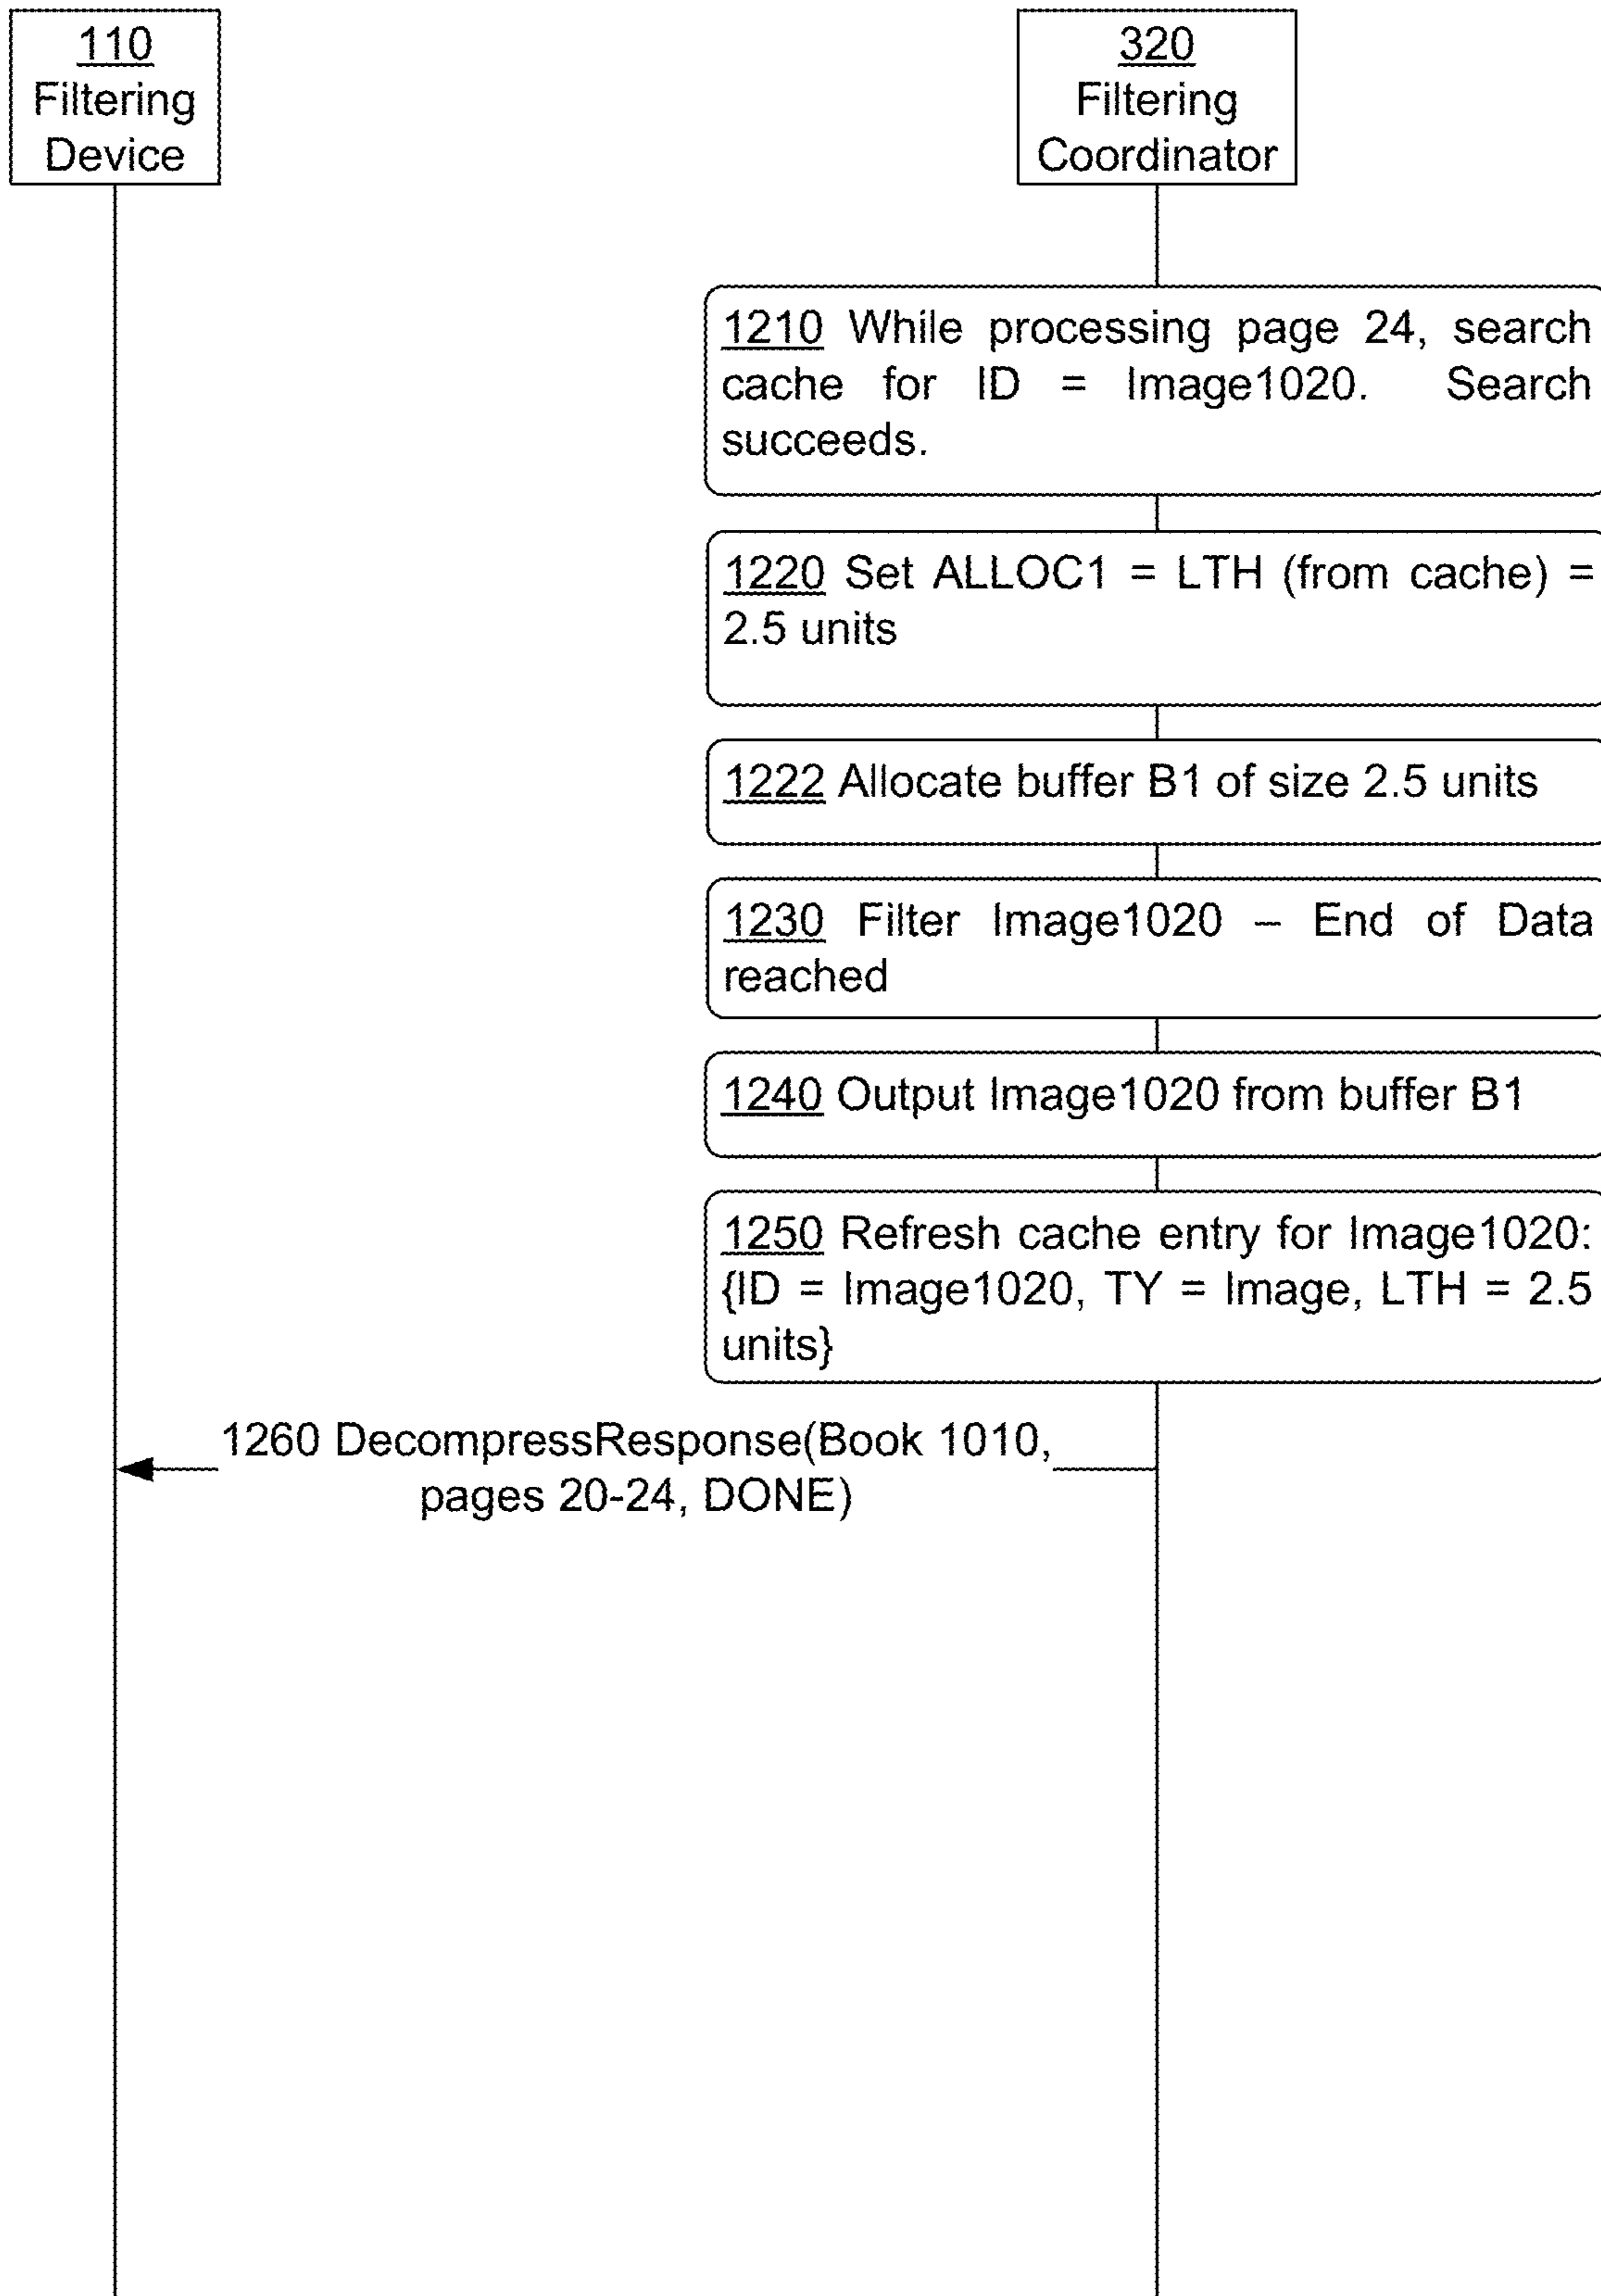 110
Filtering
Device
320
Filtering
Coordinator
1210 While processing page 24, search
cache for ID = Image1020. Search
succeeds.
1220 Set ALLOC1 = LTH (from cache) =
2.5 units
1222 Allocate buffer B1 of size 2.5 units
1230 Filter Image1020 – End of Data
reached
1240 Output Image1020 from buffer B1
1250 Refresh cache entry for Image1020:
{ID = Image1020, TY = Image, LTH = 2.5
units}
1260 DecompressResponse(Book 1010,
pages 20-24, DONE)